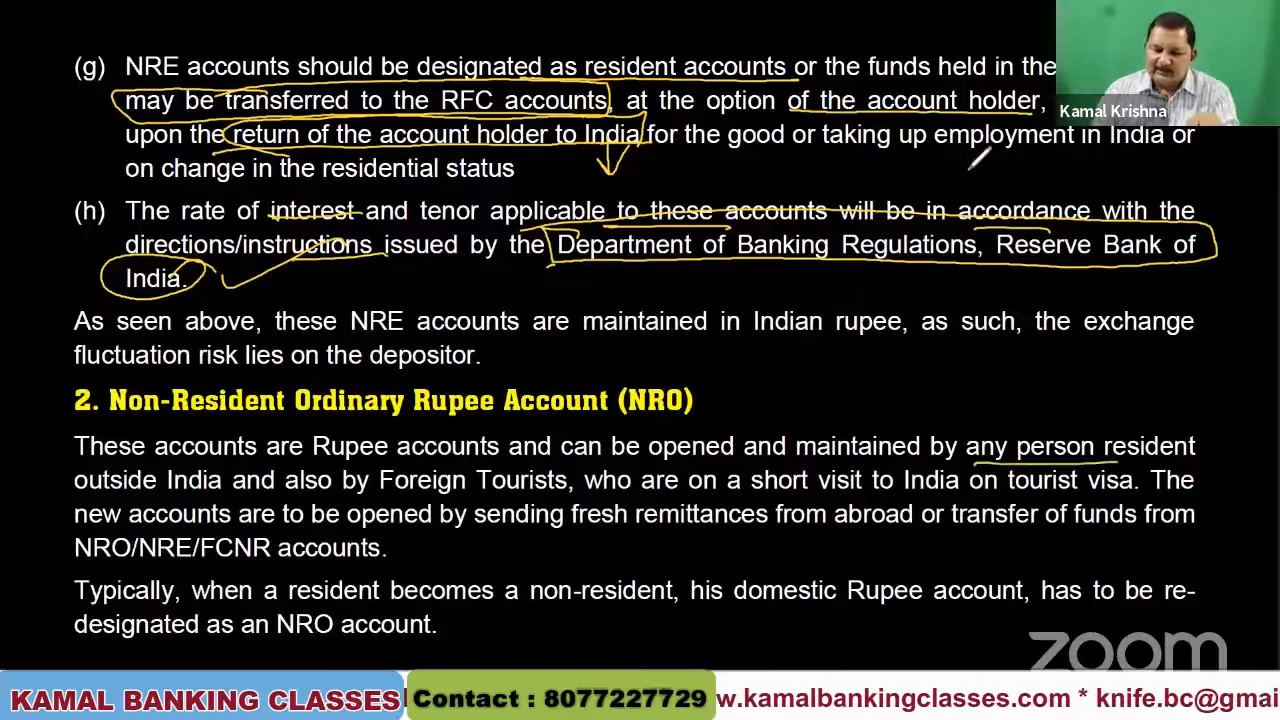 (g) NRE accounts should be designated as resident accounts or the funds held in the
may be transferred to the RFC accounts, at the option of the account holder,
upon the return of the account holder to India for the good or taking up employment in India or
on change in the residential status
Kamal Krishna
(h) The rate of interest and tenor applicable to these accounts will be in accordance with the
directions/instructions issued by the Department of Banking Regulations, Reserve Bank of
India.
As seen above, these NRE accounts are maintained in Indian rupee, as such, the exchange
fluctuation risk lies on the depositor.
2. Non-Resident Ordinary Rupee Account (NRO)
These accounts are Rupee accounts and can be opened and maintained by any person resident
outside India and also by Foreign Tourists, who are on a short visit to India on tourist visa. The
new accounts are to be opened by sending fresh remittances from abroad or transfer of funds from
NRO/NRE/FCNR accounts.
Typically, when a resident becomes a non-resident, his domestic Rupee account, has to be re-
designated as an NRO account.
zoom
KAMAL BANKING CLASSES Contact : 8077227729 w.kamalbankingclasses.com * knife.bc@gmai